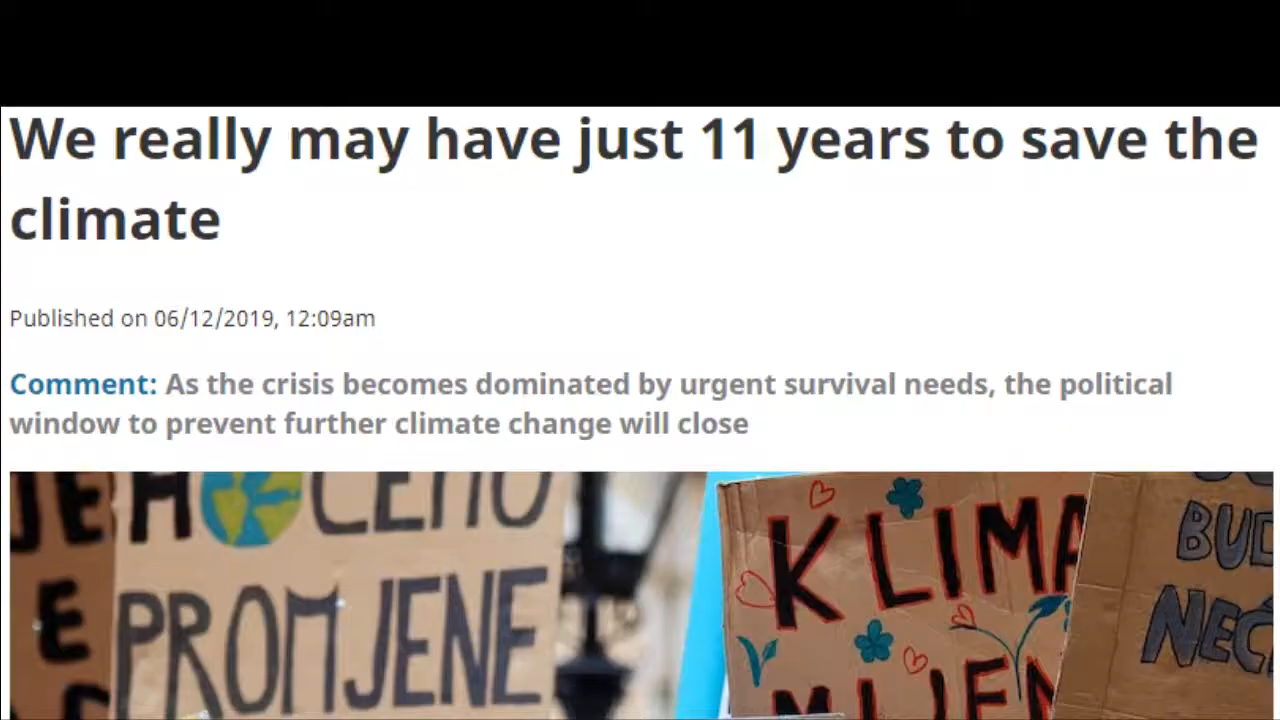 We really may have just 11 years to save the
climate
Published on 06/12/2019, 12:09am
Comment: As the crisis becomes dominated by urgent survival needs, the political
window to prevent further climate change will close
PROMJENE
KLIMA